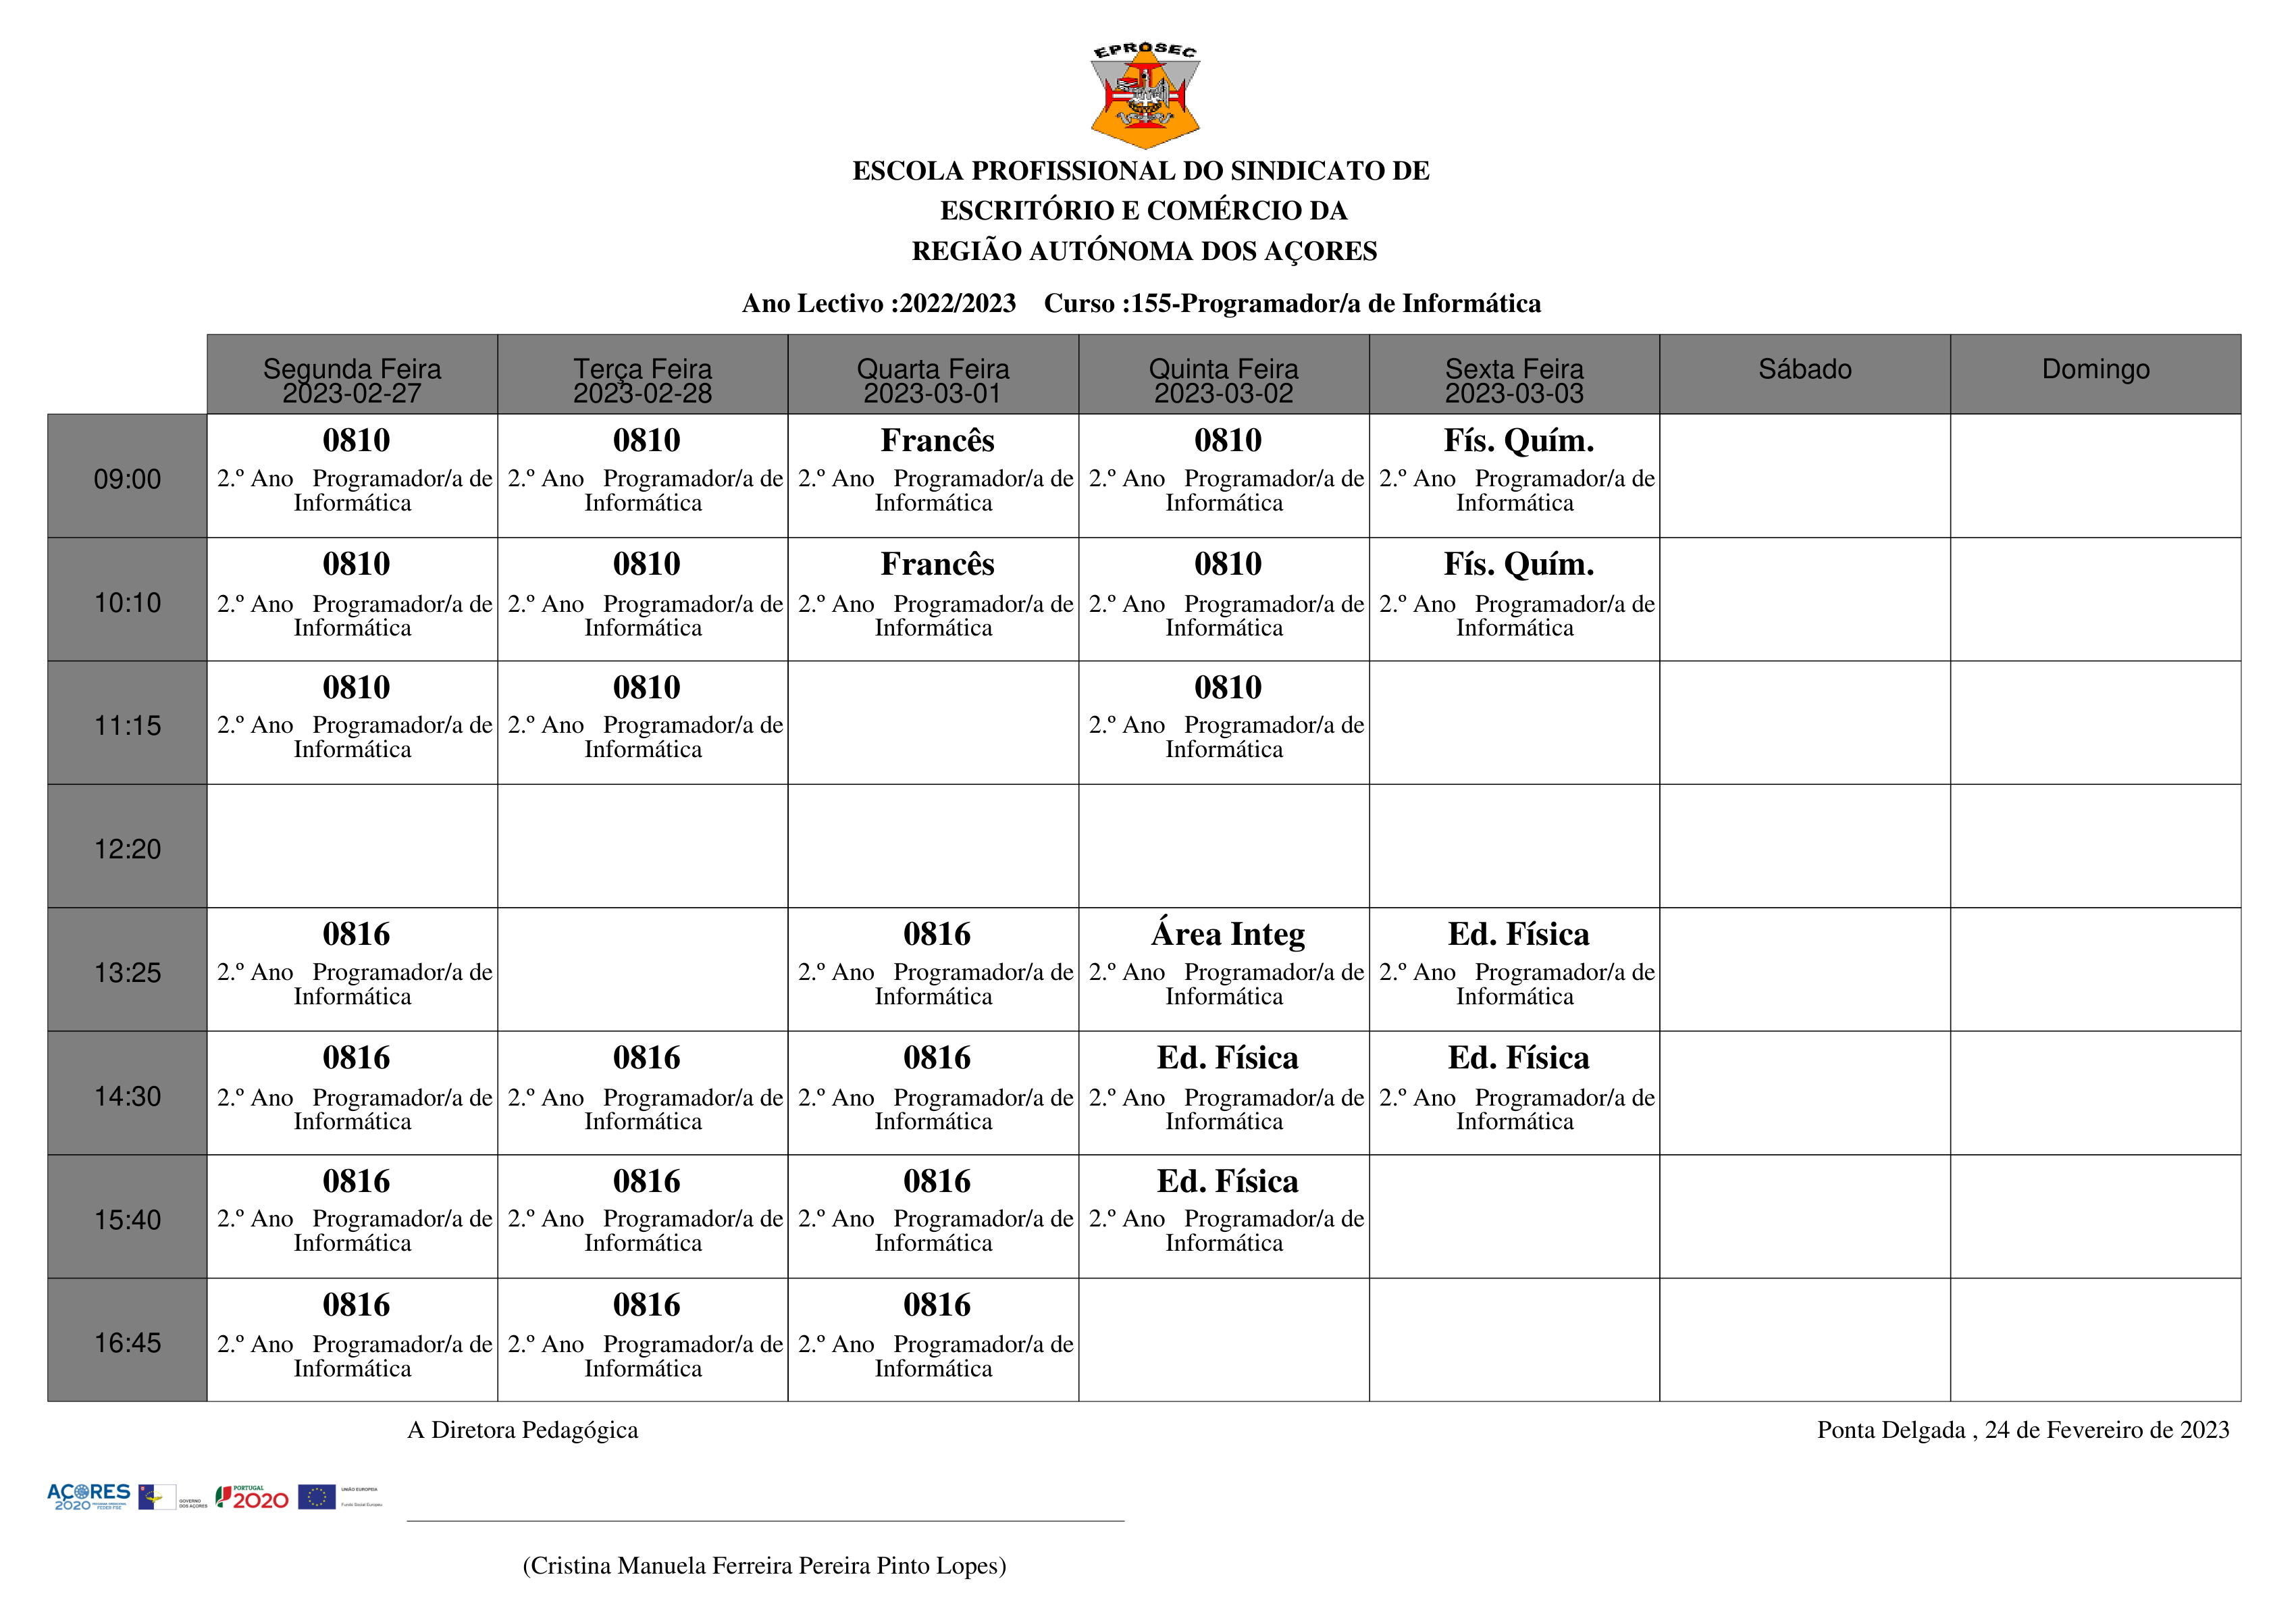 EPROSEC
ESCOLA PROFISSIONAL DO SINDICATO DE
ESCRITÓRIO E COMÉRCIO DA
REGIÃO AUTÓNOMA DOS AÇORES
Ano Lectivo :2022/2023 Curso :155-Programador/a de Informática
Segunda Feira Terça Feira Quarta Feira Quinta Feira Sexta Feira Sábado Domingo
2023-02-27 2023-02-28 2023-03-01 2023-03-02 2023-03-03
0810 0810 Francês 0810 Fís. Quím.
09:00 2.º Ano Programador/a de 2.º Ano Programador/a de 2.º Ano Programador/a de 2.º Ano Programador/a de 2.º Ano Programador/a de
Informática Informática Informática Informática Informática
0810 0810 Francês 0810 Fís. Quím.
10:10 2.º Ano Programador/a de 2.º Ano Programador/a de 2.º Ano Programador/a de 2.º Ano Programador/a de 2.º Ano Programador/a de
Informática Informática Informática Informática Informática
0810 0810 0810
11:15 2.º Ano Programador/a de 2.º Ano Programador/a de 2.º Ano Programador/a de
Informática Informática Informática
12:20
0816 0816 Área Integ Ed. Física
13:25 2.º Ano Programador/a de 2.º Ano Programador/a de 2.º Ano Programador/a de 2.º Ano Programador/a de
Informática Informática Informática Informática
0816 0816 0816 Ed. Física Ed. Física
14:30 2.º Ano Programador/a de 2.º Ano Programador/a de 2.º Ano Programador/a de 2.º Ano Programador/a de 2.º Ano Programador/a de
Informática Informática Informática Informática Informática
0816 0816 0816 Ed. Física
15:40 2.º Ano Programador/a de 2.º Ano Programador/a de 2.º Ano Programador/a de 2.º Ano Programador/a de
Informática Informática Informática Informática
0816 0816 0816
16:45 2.º Ano Programador/a de 2.º Ano Programador/a de 2.º Ano Programador/a de
Informática Informática Informática
A Diretora Pedagógica Ponta Delgada , 24 de Fevereiro de 2023
AÇORES PORTUGAL UNIÃO EUROPEIA
2020 GOVERNO 2020 Fundo Social Europeu
DOS AÇORES
(Cristina Manuela Ferreira Pereira Pinto Lopes)